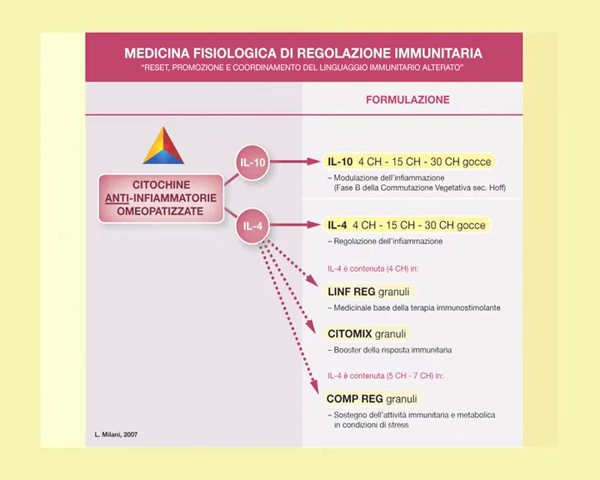 MEDICINA FISIOLOGICA DI REGOLAZIONE IMMUNITARIA
"RESET, PROMOZIONE E COORDINAMENTO DEL LINGUAGGIO IMMUNITARIO ALTERATO"
FORMULAZIONE
CITOCHINE
ANTI-INFIAMMATORIE
OMEOPATIZZATE
IL-10
IL-10 4 CH - 15 CH - 30 CH gocce
– Modulazione dell'infiammazione
(Fase B della Commutazione Vegetativa sec. Hoff)
IL-4
IL-4 4 CH - 15 CH - 30 CH gocce
– Regolazione dell'infiammazione
IL-4 è contenuta (4 CH) in:
LINF REG granuli
– Medicinale base della terapia immunostimolante
CITOMIX granuli
– Booster della risposta immunitaria
IL-4 è contenuta (5 CH - 7 CH) in:
COMP REG granuli
– Sostegno dell'attività immunitaria e metabolica
in condizioni di stress
L. Milani, 2007